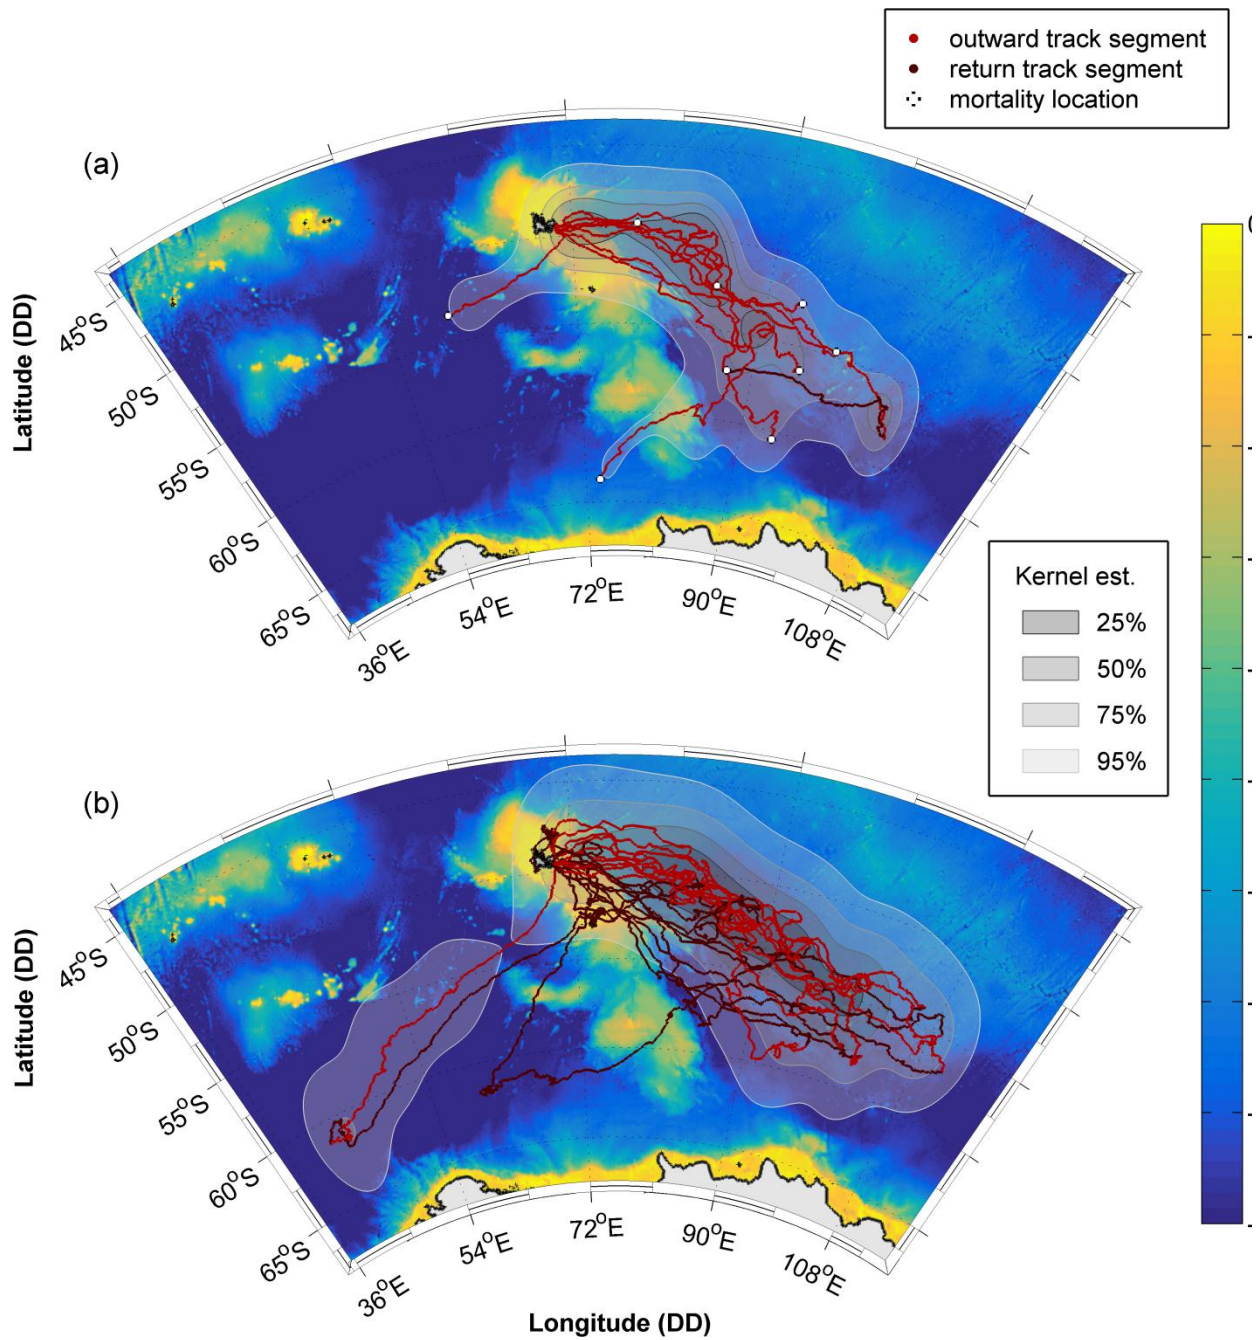 outward track segment
return track segment
mortality location
(a)
0
Latitude (DD)
45°S
50°S
55°S
60°S
65°S
36°E
54°E
72°E
90°E
108°E
Kernel est.
25%
50%
75%
95%
(b)
Latitude (DD)
45°S
50°S
55°S
60°S
65°S
36°E
54°E
72°E
90°E
108°E
Longitude (DD)